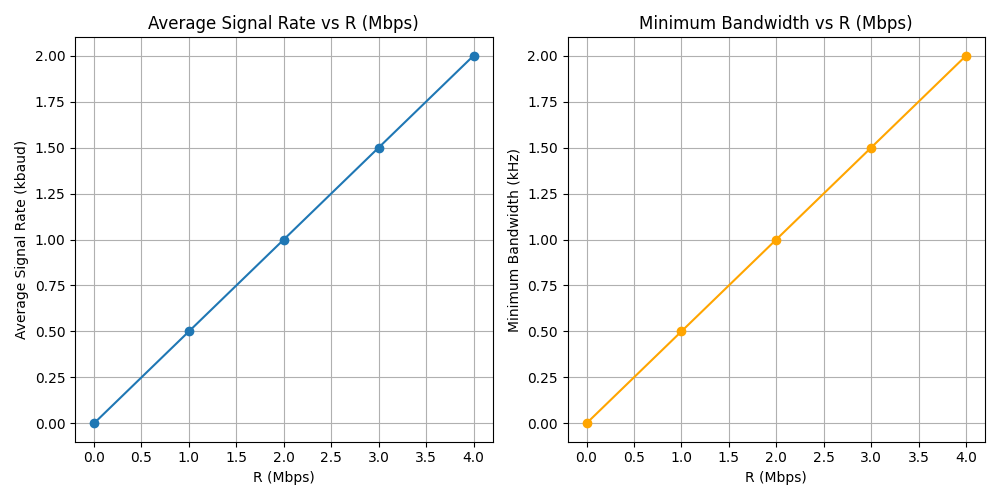 Average Signal Rate vs R (Mbps)
Average Signal Rate (kbaud)
2.00
1.75
1.50
1.25
1.00
0.75
0.50
0.25
0.00
0.0 0.5 1.0 1.5 2.0 2.5 3.0 3.5 4.0
R (Mbps)
Minimum Bandwidth vs R (Mbps)
Minimum Bandwidth (kHz)
2.00
1.75
1.50
1.25
1.00
0.75
0.50
0.25
0.00
0.0 0.5 1.0 1.5 2.0 2.5 3.0 3.5 4.0
R (Mbps)